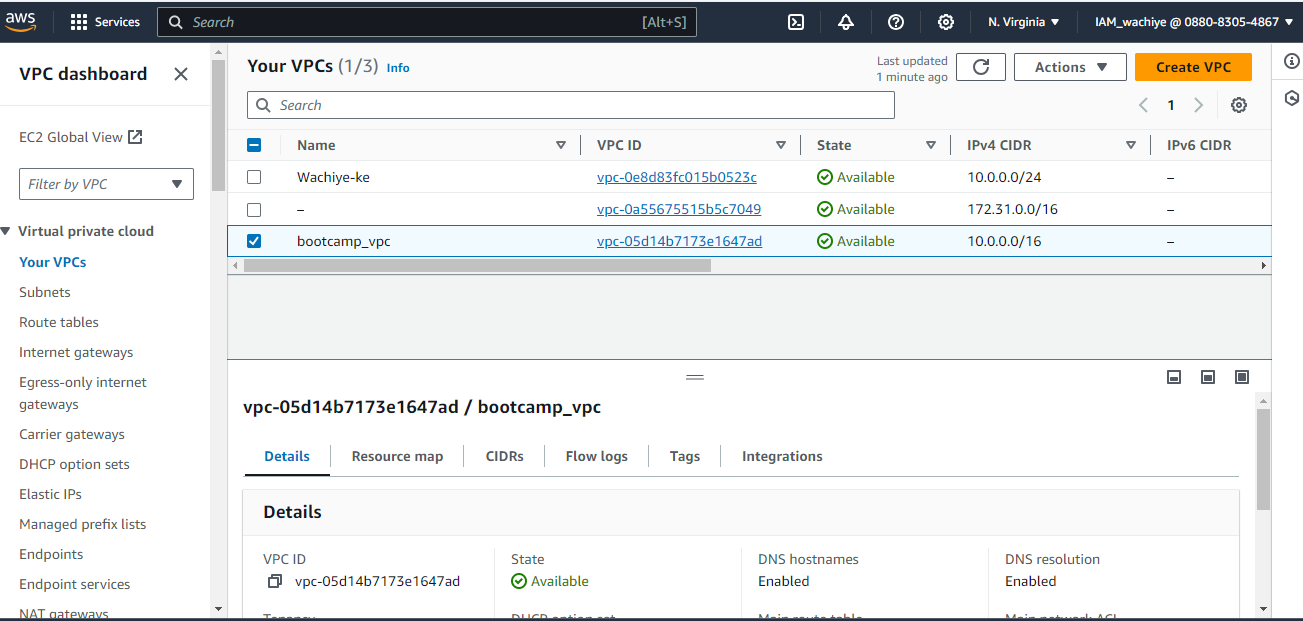 aws Services Search [Alt+S] N. Virginia IAM_wachiye @ 0880-8305-4867
VPC dashboard
EC2 Global View
Filter by VPC
Virtual private cloud
Your VPCs
Subnets
Route tables
Internet gateways
Egress-only internet
gateways
Carrier gateways
DHCP option sets
Elastic IPs
Managed prefix lists
Endpoints
Endpoint services
NAT gateways
Your VPCs (1/3) Info
Last updated
1 minute ago
Actions
Create VPC
Search
1
Name VPC ID State IPv4 CIDR IPv6 CIDR
Wachiye-ke vpc-0e8d83fc015b0523c Available 10.0.0.0/24 –
– vpc-0a55675515b5c7049 Available 172.31.0.0/16 –
bootcamp_vpc vpc-05d14b7173e1647ad Available 10.0.0.0/16 –
vpc-05d14b7173e1647ad / bootcamp_vpc
Details Resource map CIDRs Flow logs Tags Integrations
Details
VPC ID State DNS hostnames DNS resolution
vpc-05d14b7173e1647ad Available Enabled Enabled
Tenancy DHCP option set Main route table Main network ACL